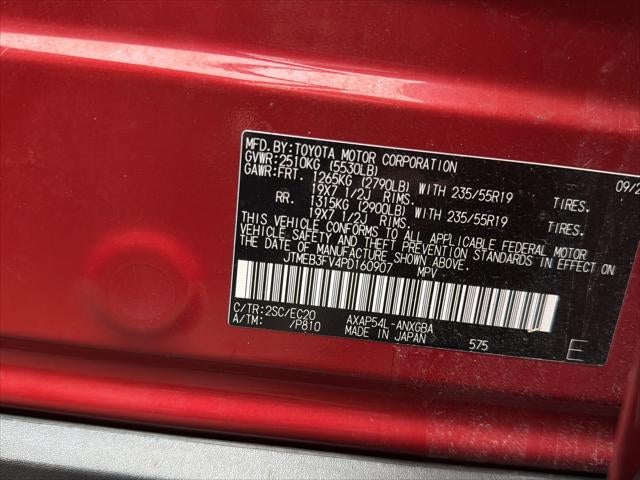 MFD.BY:TOYOTA MOTOR CORPORATION 09/2
GVWR:2510KG (5530LB)
GAWR:FRT. 1265KG (2790LB) WITH 235/55R19 TIRES.
19X7 1/2J RIMS.
RR. 1315KG (2900LB) WITH 235/55R19 TIRES.
19X7 1/2J RIMS.
THIS VEHICLE CONFORMS TO ALL APPLICABLE FEDERAL MOTOR
VEHICLE SAFETY AND THEFT PREVENTION STANDARDS IN EFFECT
ON THE DATE OF MANUFACTURE SHOWN ABOVE.
JTMEB3FV4PD160907 MPV
C/TR:2SC/EC20 AXAP54L-ANXGBA
A/TM: /P810 MADE IN JAPAN 575 E